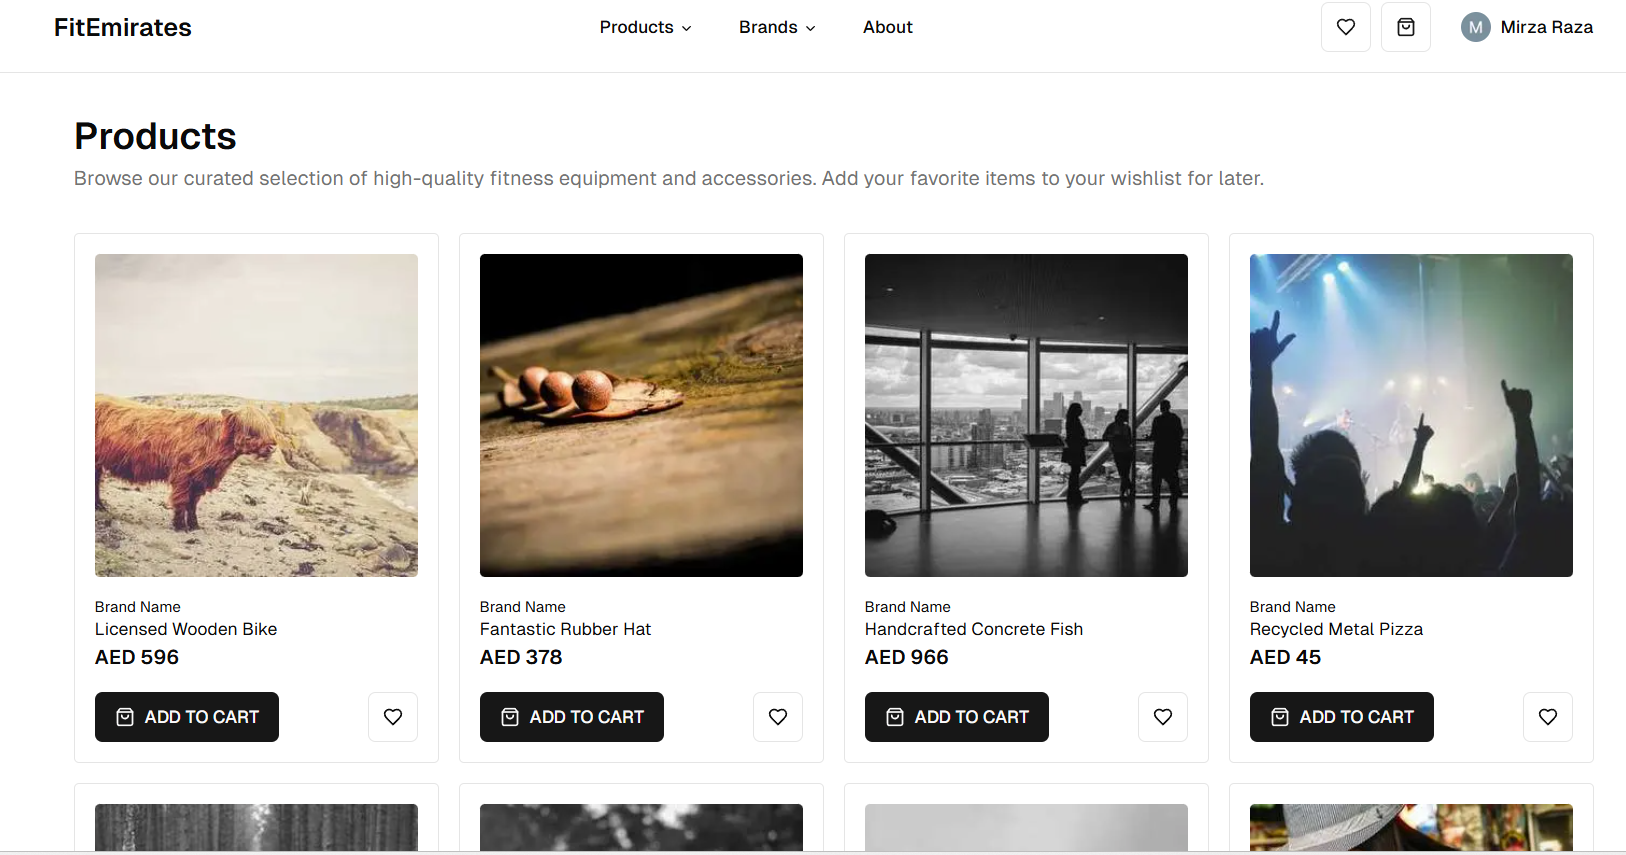 FitEmirates
Products
Brands
About
M
Mirza Raza
Products
Browse our curated selection of high-quality fitness equipment and accessories. Add your favorite items to your wishlist for later.
Brand Name
Licensed Wooden Bike
AED 596
ADD TO CART
Brand Name
Fantastic Rubber Hat
AED 378
ADD TO CART
Brand Name
Handcrafted Concrete Fish
AED 966
ADD TO CART
Brand Name
Recycled Metal Pizza
AED 45
ADD TO CART